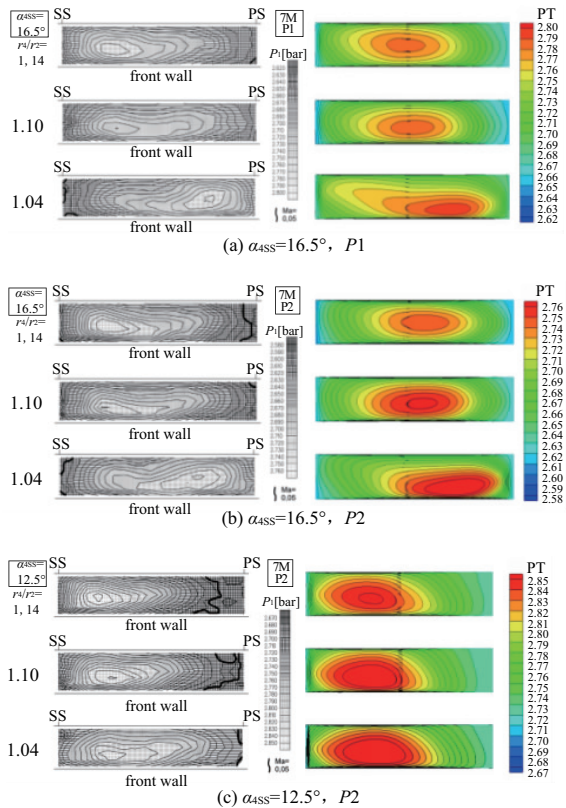 SS PS
α4SS=
16.5°
r4/r2=
1, 14
front wall
1.10
front wall
1.04
front wall
7M
P1
P1[bar]
Ma=
0,05
PT
2.80
2.79
2.78
2.77
2.76
2.75
2.74
2.73
2.72
2.71
2.70
2.69
2.68
2.67
2.66
2.65
2.64
2.63
2.62
(a) α4SS=16.5°, P1
SS PS
α4SS=
16.5°
r4/r2=
1, 14
front wall
SS PS
1.10
front wall
SS PS
1.04
front wall
7M
P2
P1[bar]
Ma=
0,05
PT
2.76
2.75
2.74
2.73
2.72
2.71
2.70
2.69
2.68
2.67
2.66
2.65
2.64
2.63
2.62
2.61
2.60
2.59
2.58
(b) α4SS=16.5°, P2
SS PS
α4SS=
12.5°
r4/r2=
1, 14
front wall
1.10
front wall
SS PS
1.04
front wall
7M
P2
P1[bar]
Ma=
0,05
PT
2.85
2.84
2.83
2.82
2.81
2.80
2.79
2.78
2.77
2.76
2.75
2.74
2.73
2.72
2.71
2.70
2.69
2.68
2.67
(c) α4SS=12.5°, P2